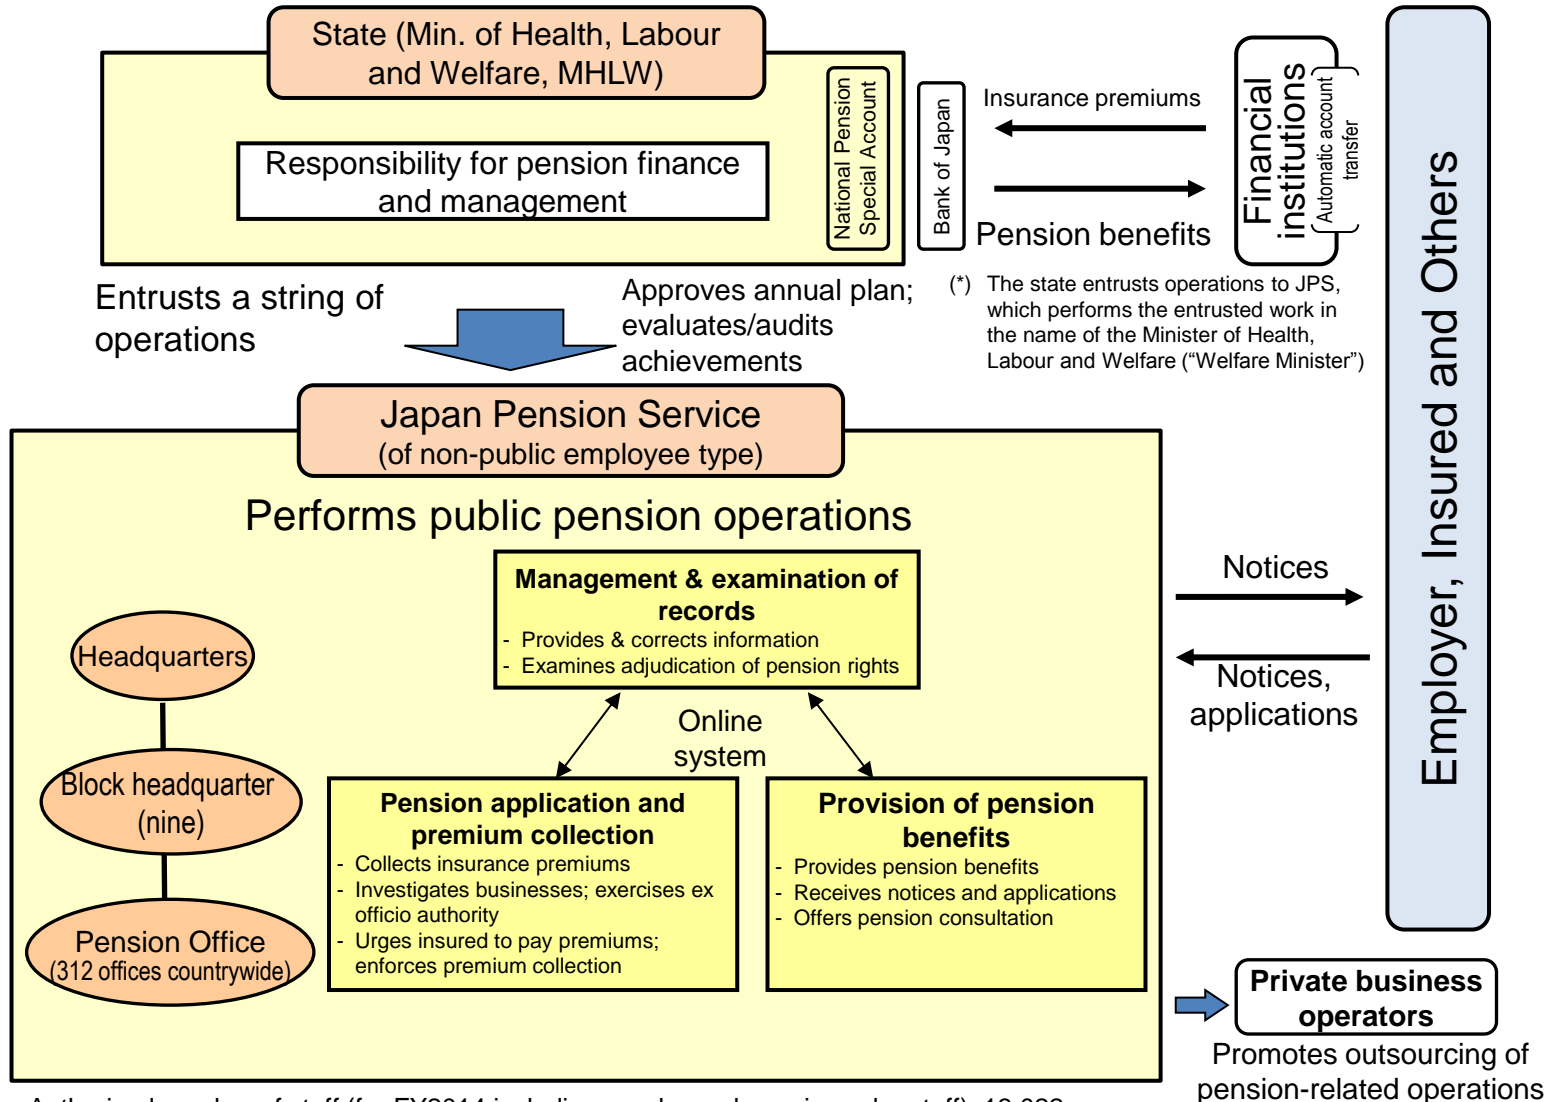 State (Min. of Health, Labour
and Welfare, MHLW)
Responsibility for pension finance
and management
National Pension
Special Account
Bank of Japan
Insurance premiums
Pension benefits
Financial
institutions
Automatic account
transfer
Employer, Insured and Others
Entrusts a string of
operations
Approves annual plan;
evaluates/audits
achievements
(*) The state entrusts operations to JPS,
which performs the entrusted work in
the name of the Minister of Health,
Labour and Welfare (“Welfare Minister”)
Japan Pension Service
(of non-public employee type)
Performs public pension operations
Management & examination of
records
- Provides & corrects information
- Examines adjudication of pension rights
Headquarters
Block headquarter
(nine)
Pension Office
(312 offices countrywide)
Online
system
Pension application and
premium collection
- Collects insurance premiums
- Investigates businesses; exercises ex
officio authority
- Urges insured to pay premiums;
enforces premium collection
Provision of pension
benefits
- Provides pension benefits
- Receives notices and applications
- Offers pension consultation
Notices
Notices,
applications
Private business
operators
Promotes outsourcing of
pension-related operations